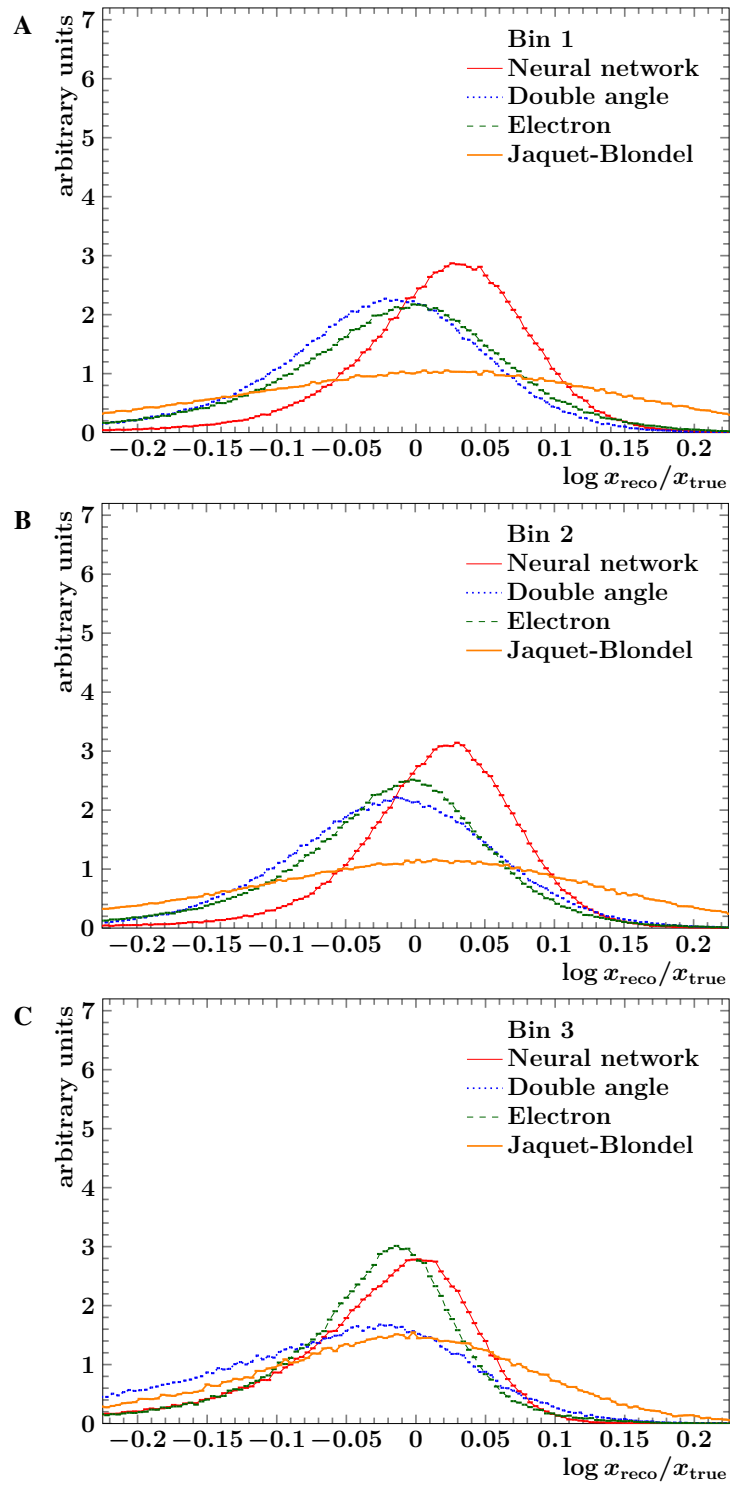 A
arbitrary units
7
6
5
4
3
2
1
0
Bin 1
Neural network
Double angle
Electron
Jaquet-Blondel
−0.2 −0.15 −0.1 −0.05 0 0.05 0.1 0.15 0.2
log x_reco/x_true
B
arbitrary units
7
6
5
4
3
2
1
0
Bin 2
Neural network
Double angle
Electron
Jaquet-Blondel
−0.2 −0.15 −0.1 −0.05 0 0.05 0.1 0.15 0.2
log x_reco/x_true
C
arbitrary units
7
6
5
4
3
2
1
0
Bin 3
Neural network
Double angle
Electron
Jaquet-Blondel
−0.2 −0.15 −0.1 −0.05 0 0.05 0.1 0.15 0.2
log x_reco/x_true